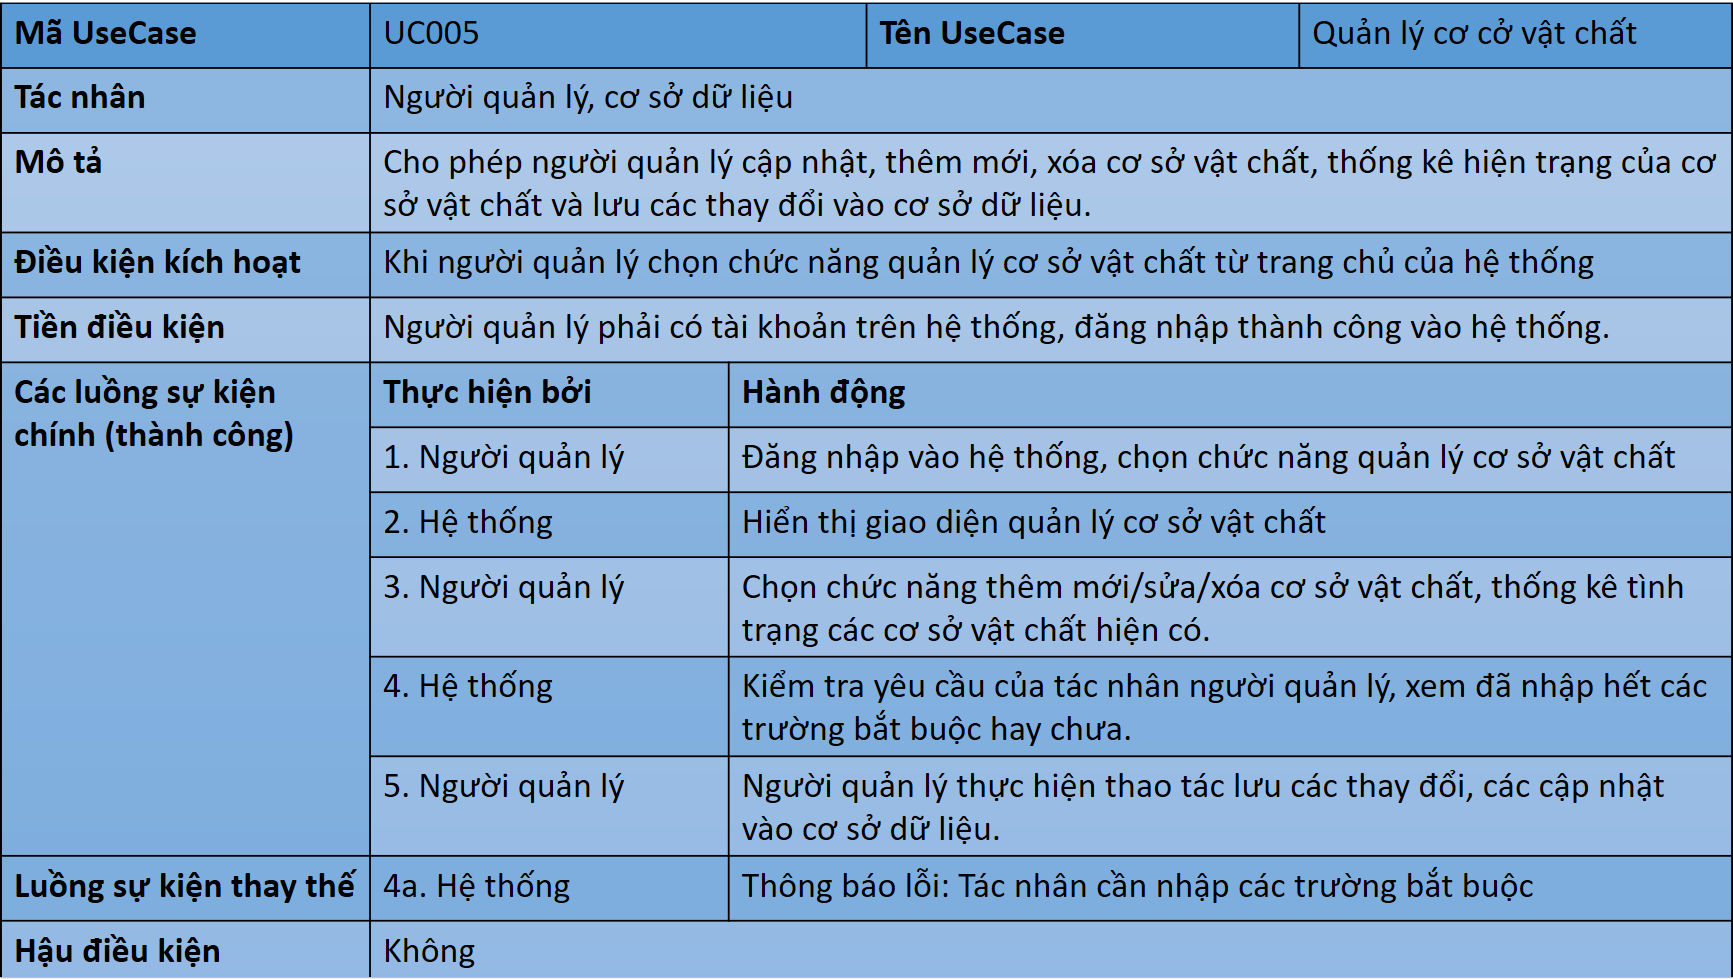 Mã UseCase UC005 Tên UseCase Quản lý cơ cở vật chất
Tác nhân Người quản lý, cơ sở dữ liệu
Mô tả Cho phép người quản lý cập nhật, thêm mới, xóa cơ sở vật chất, thống kê hiện trạng của cơ
sở vật chất và lưu các thay đổi vào cơ sở dữ liệu.
Điều kiện kích hoạt Khi người quản lý chọn chức năng quản lý cơ sở vật chất từ trang chủ của hệ thống
Tiền điều kiện Người quản lý phải có tài khoản trên hệ thống, đăng nhập thành công vào hệ thống.
Các luồng sự kiện Thực hiện bởi Hành động
chính (thành công)
1. Người quản lý Đăng nhập vào hệ thống, chọn chức năng quản lý cơ sở vật chất
2. Hệ thống Hiển thị giao diện quản lý cơ sở vật chất
3. Người quản lý Chọn chức năng thêm mới/sửa/xóa cơ sở vật chất, thống kê tình
trạng các cơ sở vật chất hiện có.
4. Hệ thống Kiểm tra yêu cầu của tác nhân người quản lý, xem đã nhập hết các
trường bắt buộc hay chưa.
5. Người quản lý Người quản lý thực hiện thao tác lưu các thay đổi, các cập nhật
vào cơ sở dữ liệu.
Luồng sự kiện thay thế 4a. Hệ thống Thông báo lỗi: Tác nhân cần nhập các trường bắt buộc
Hậu điều kiện Không